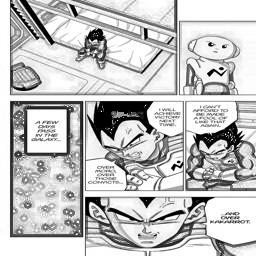 A FEW
DAYS
PASS
IN THE
GALAXY...
I CAN'T
AFFORD TO
BE MADE
A FOOL OF
LIKE THAT
AGAIN.
I WILL
ACHIEVE
VICTORY
NEXT
TIME.
OVER
MORO,
OVER
THOSE
CONVICTS...
...AND
OVER
KAKARROT.